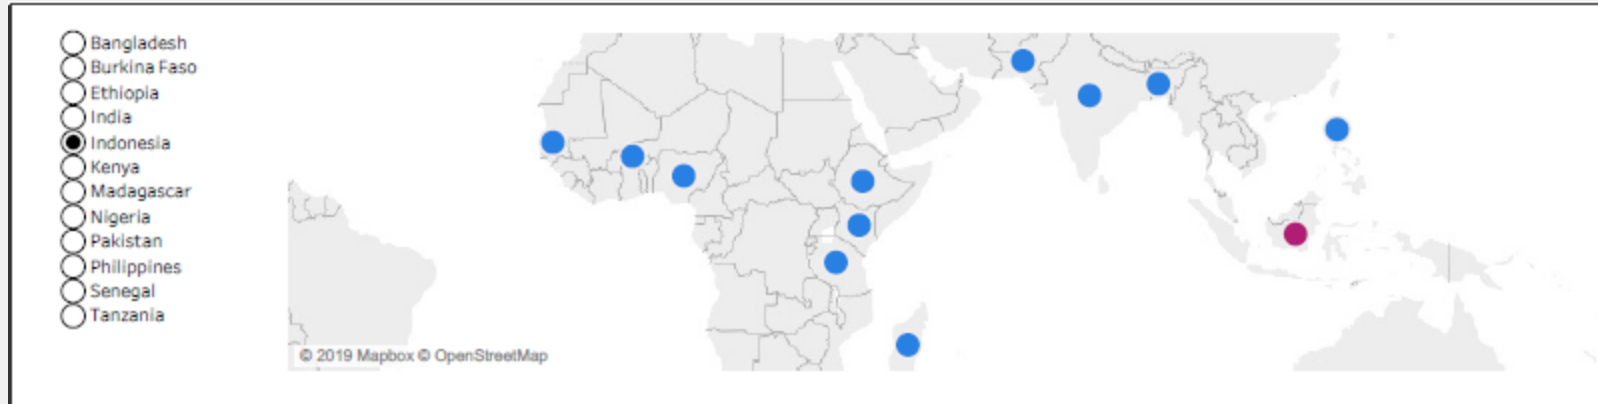 Bangladesh
Burkina Faso
Ethiopia
India
Indonesia
Kenya
Madagascar
Nigeria
Pakistan
Philippines
Senegal
Tanzania
© 2019 Mapbox © OpenStreetMap